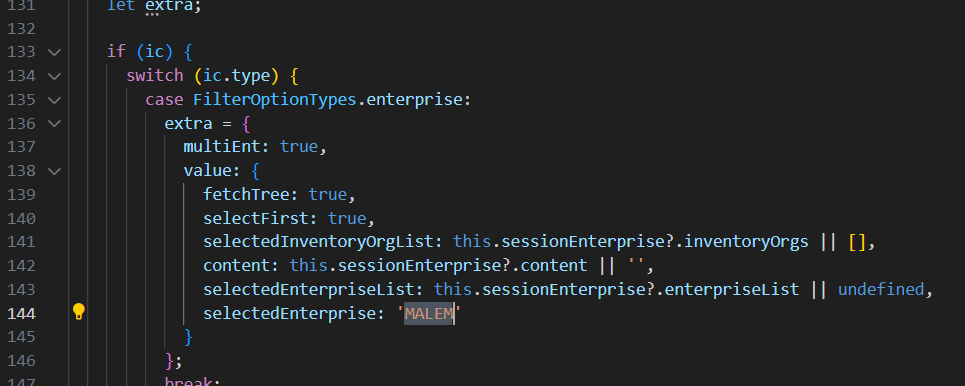 131 let extra;
132
133 if (ic) {
134 switch (ic.type) {
135 case FilterOptionTypes.enterprise:
136 extra = {
137 multiEnt: true,
138 value: {
139 fetchTree: true,
140 selectFirst: true,
141 selectedInventoryOrgList: this.sessionEnterprise?.inventoryOrgs || [],
142 content: this.sessionEnterprise?.content || '',
143 selectedEnterpriseList: this.sessionEnterprise?.enterpriseList || undefined,
144 selectedEnterprise: 'MALEM'
145 }
146 };
147 break;